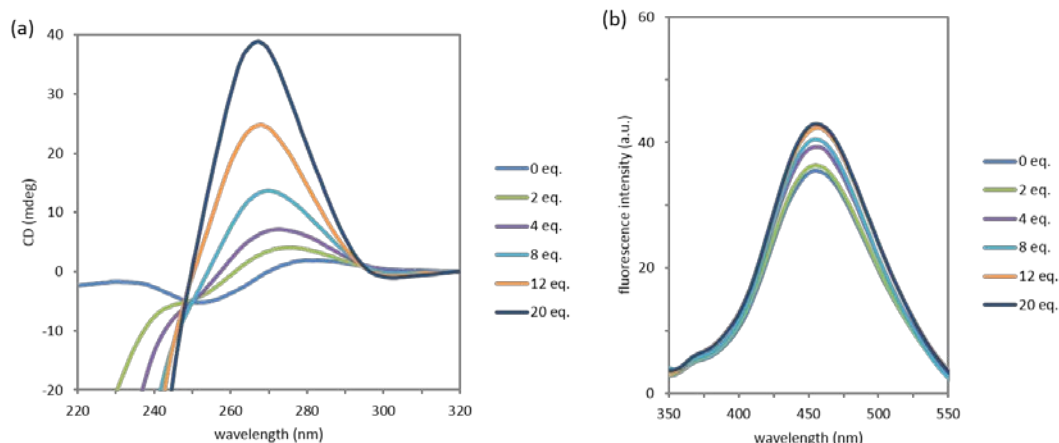 (a)
40
30
20
10
0
-10
-20
220 240 260 280 300 320
CD (mdeg)
wavelength (nm)
0 eq.
2 eq.
4 eq.
8 eq.
12 eq.
20 eq.
(b)
60
40
20
0
350 400 450 500 550
fluorescence intensity (a.u.)
wavelength (nm)
0 eq.
2 eq.
4 eq.
8 eq.
12 eq.
20 eq.